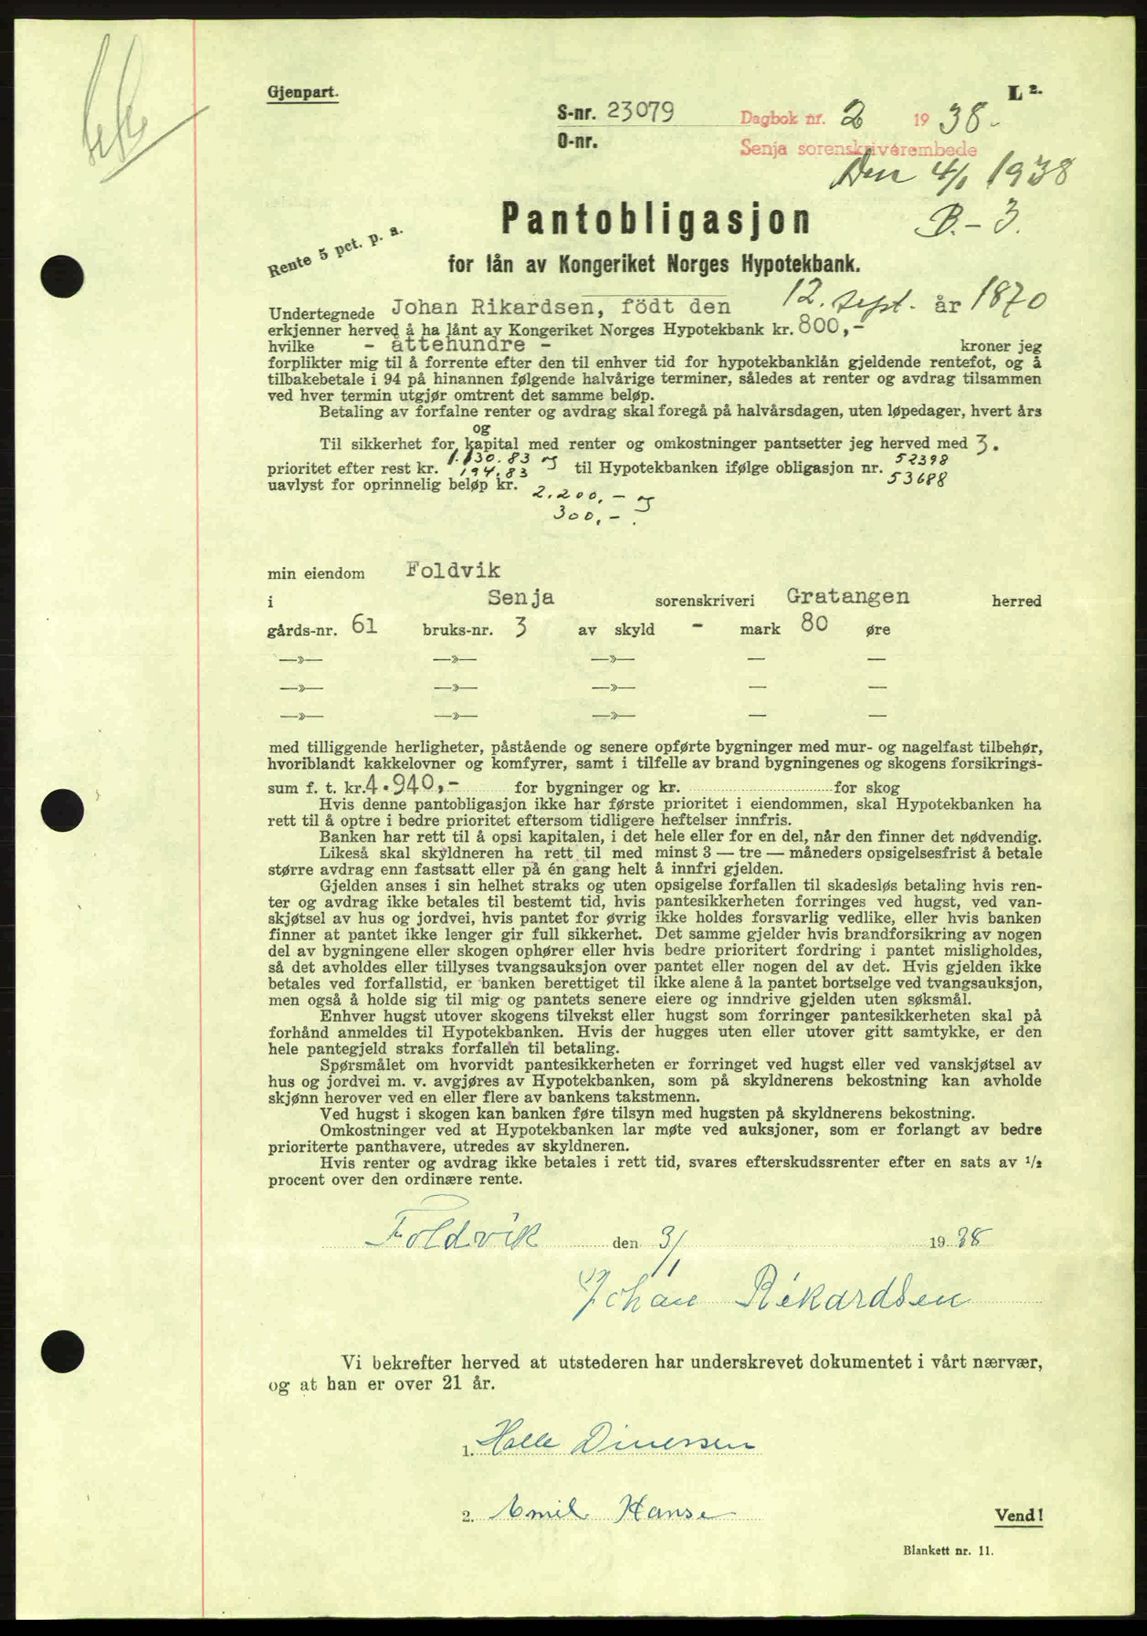 Gjenpart.
L 2.
S-nr. 23079
Dagbok nr. 2 1938.-
O-nr.
Senja sorenskriverembede
Den 4/1 1938
B.-3.
Pantobligasjon
Rente 5 pct. p. a.
for lån av Kongeriket Norges Hypotekbank.
Undertegnede Johan Rikardsen, födt den 12. sept. år 1870
erkjenner herved å ha lånt av Kongeriket Norges Hypotekbank kr. 800,-
hvilke - åttehundre - kroner jeg
forplikter mig til å forrente efter den til enhver tid for hypotekbanklån gjeldende rentefot, og å
tilbakebetale i 94 på hinannen følgende halvårige terminer, således at renter og avdrag tilsammen
ved hver termin utgjør omtrent det samme beløp.
Betaling av forfalne renter og avdrag skal foregå på halvårsdagen, uten løpedager, hvert års
og
Til sikkerhet for kapital med renter og omkostninger pantsetter jeg herved med 3.
1.130.83 og 52398
prioritet efter rest kr. 194.83 til Hypotekbanken ifølge obligasjon nr. 53688
uavlyst for oprinnelig beløp kr. 2.200,- og
300,-.
min eiendom Foldvik
i Senja sorenskriveri Gratangen herred
gårds-nr. 61 bruks-nr. 3 av skyld - mark 80 øre
—»— —»— —»— — —
—»— —»— —»— — —
—»— —»— —»— — —
med tilliggende herligheter, påstående og senere opførte bygninger med mur- og nagelfast tilbehør,
hvoriblandt kakkelovner og komfyrer, samt i tilfelle av brand bygningenes og skogens forsikrings-
sum f. t. kr. 4.940,- for bygninger og kr. for skog
Hvis denne pantobligasjon ikke har første prioritet i eiendommen, skal Hypotekbanken ha
rett til å optre i bedre prioritet eftersom tidligere heftelser innfris.
Banken har rett til å opsi kapitalen, i det hele eller for en del, når den finner det nødvendig.
Likeså skal skyldneren ha rett til med minst 3 — tre — måneders opsigelsesfrist å betale
større avdrag enn fastsatt eller på én gang helt å innfri gjelden.
Gjelden anses i sin helhet straks og uten opsigelse forfallen til skadesløs betaling hvis ren-
ter og avdrag ikke betales til bestemt tid, hvis pantesikkerheten forringes ved hugst, ved van-
skjøtsel av hus og jordvei, hvis pantet for øvrig ikke holdes forsvarlig vedlike, eller hvis banken
finner at pantet ikke lenger gir full sikkerhet. Det samme gjelder hvis brandforsikring av nogen
del av bygningene eller skogen ophører eller hvis bedre prioritert fordring i pantet misligholdes,
så det avholdes eller tillyses tvangsauksjon over pantet eller nogen del av det. Hvis gjelden ikke
betales ved forfallstid, er banken berettiget til ikke alene å la pantet bortselge ved tvangsauksjon,
men også å holde sig til mig og pantets senere eiere og inndrive gjelden uten søksmål.
Enhver hugst utover skogens tilvekst eller hugst som forringer pantesikkerheten skal på
forhånd anmeldes til Hypotekbanken. Hvis der hugges uten eller utover gitt samtykke, er den
hele pantegjeld straks forfallen til betaling.
Spørsmålet om hvorvidt pantesikkerheten er forringet ved hugst eller ved vanskjøtsel av
hus og jordvei m. v. avgjøres av Hypotekbanken, som på skyldnerens bekostning kan avholde
skjønn herover ved en eller flere av bankens takstmenn.
Ved hugst i skogen kan banken føre tilsyn med hugsten på skyldnerens bekostning.
Omkostninger ved at Hypotekbanken lar møte ved auksjoner, som er forlangt av bedre
prioriterte panthavere, utredes av skyldneren.
Hvis renter og avdrag ikke betales i rett tid, svares efterskudssrenter efter en sats av 1/2
procent over den ordinære rente.
Foldvik den 3/1 1938
Johan Rikardsen
Vi bekrefter herved at utstederen har underskrevet dokumentet i vårt nærvær,
og at han er over 21 år.
1. Halle Dinessen
2. Emil Hanse
Vend!
Blankett nr. 11.